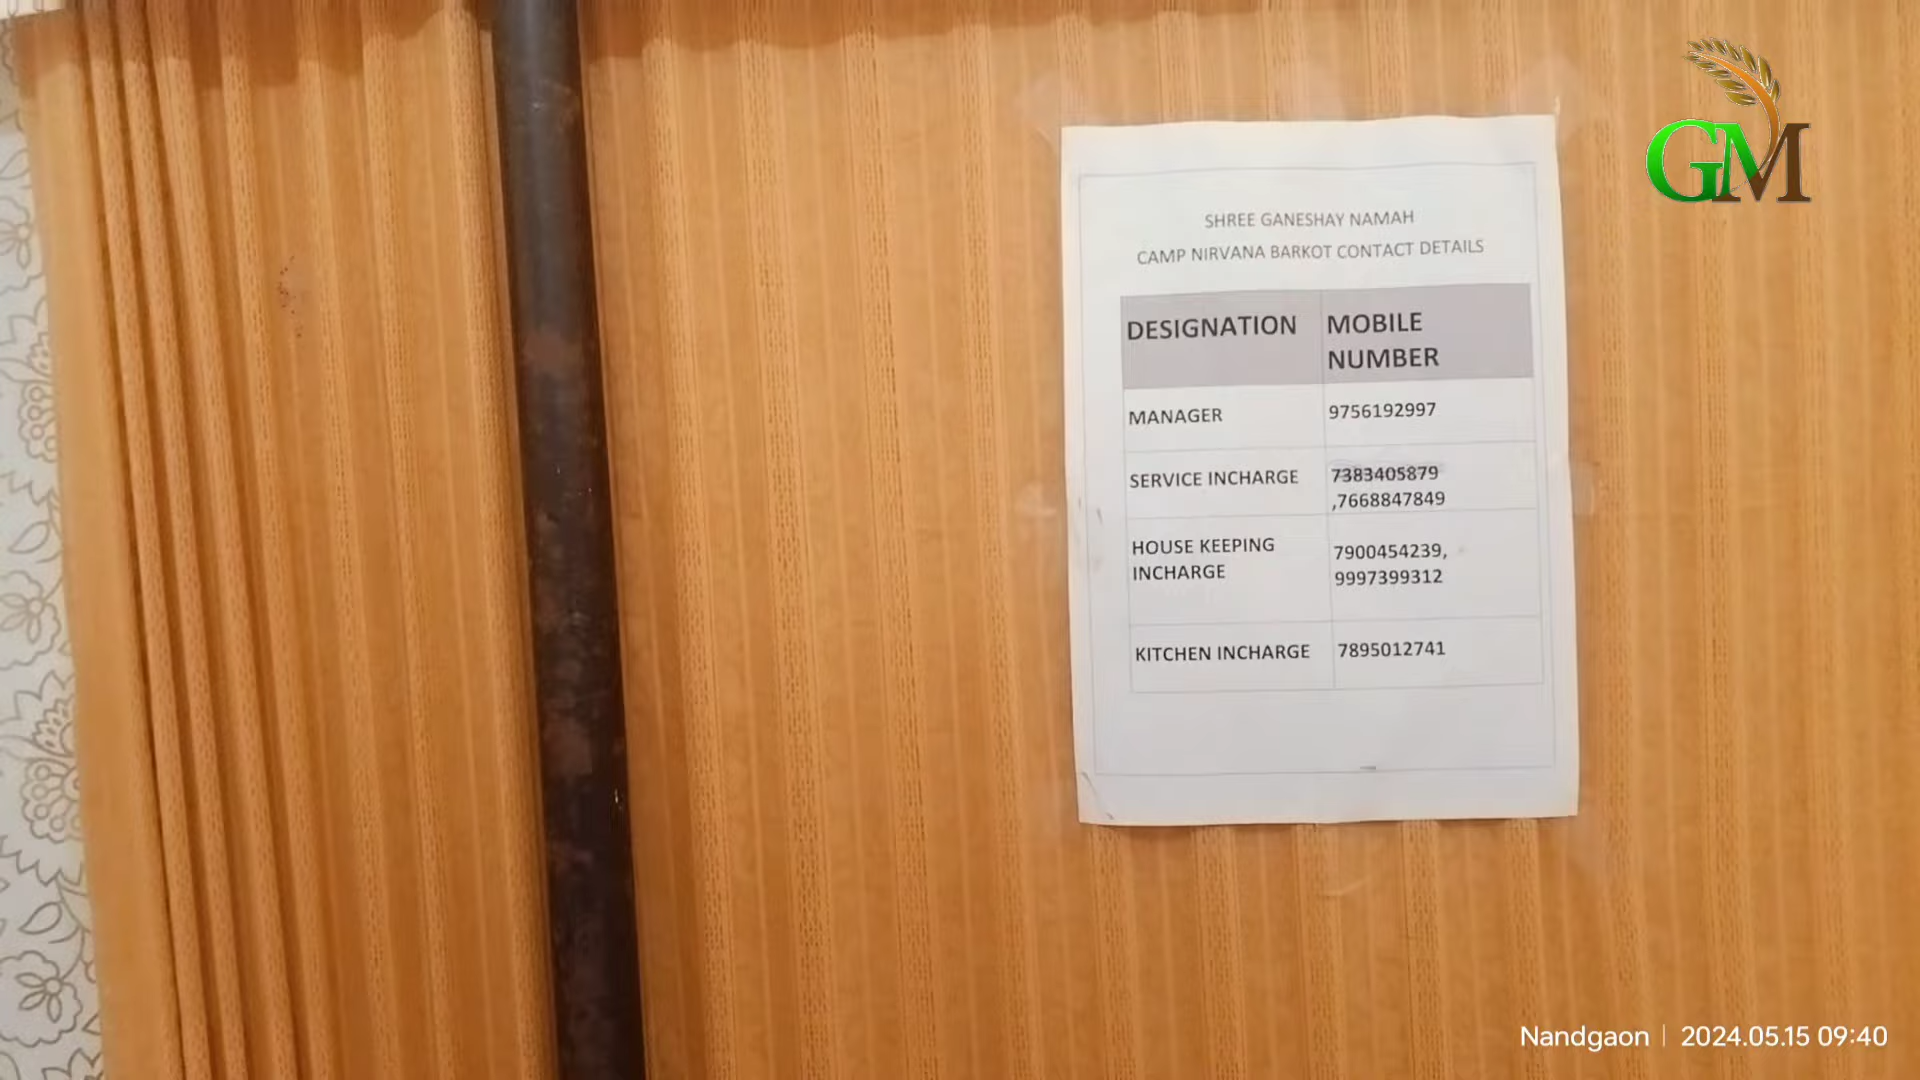 GM
SHREE GANESHAY NAMAH
CAMP NIRVANA BARKOT CONTACT DETAILS
DESIGNATION MOBILE NUMBER
MANAGER 9756192997
SERVICE INCHARGE 7383405879
,7668847849
HOUSE KEEPING INCHARGE 7900454239,
9997399312
KITCHEN INCHARGE 7895012741
Nandgaon | 2024.05.15 09:40